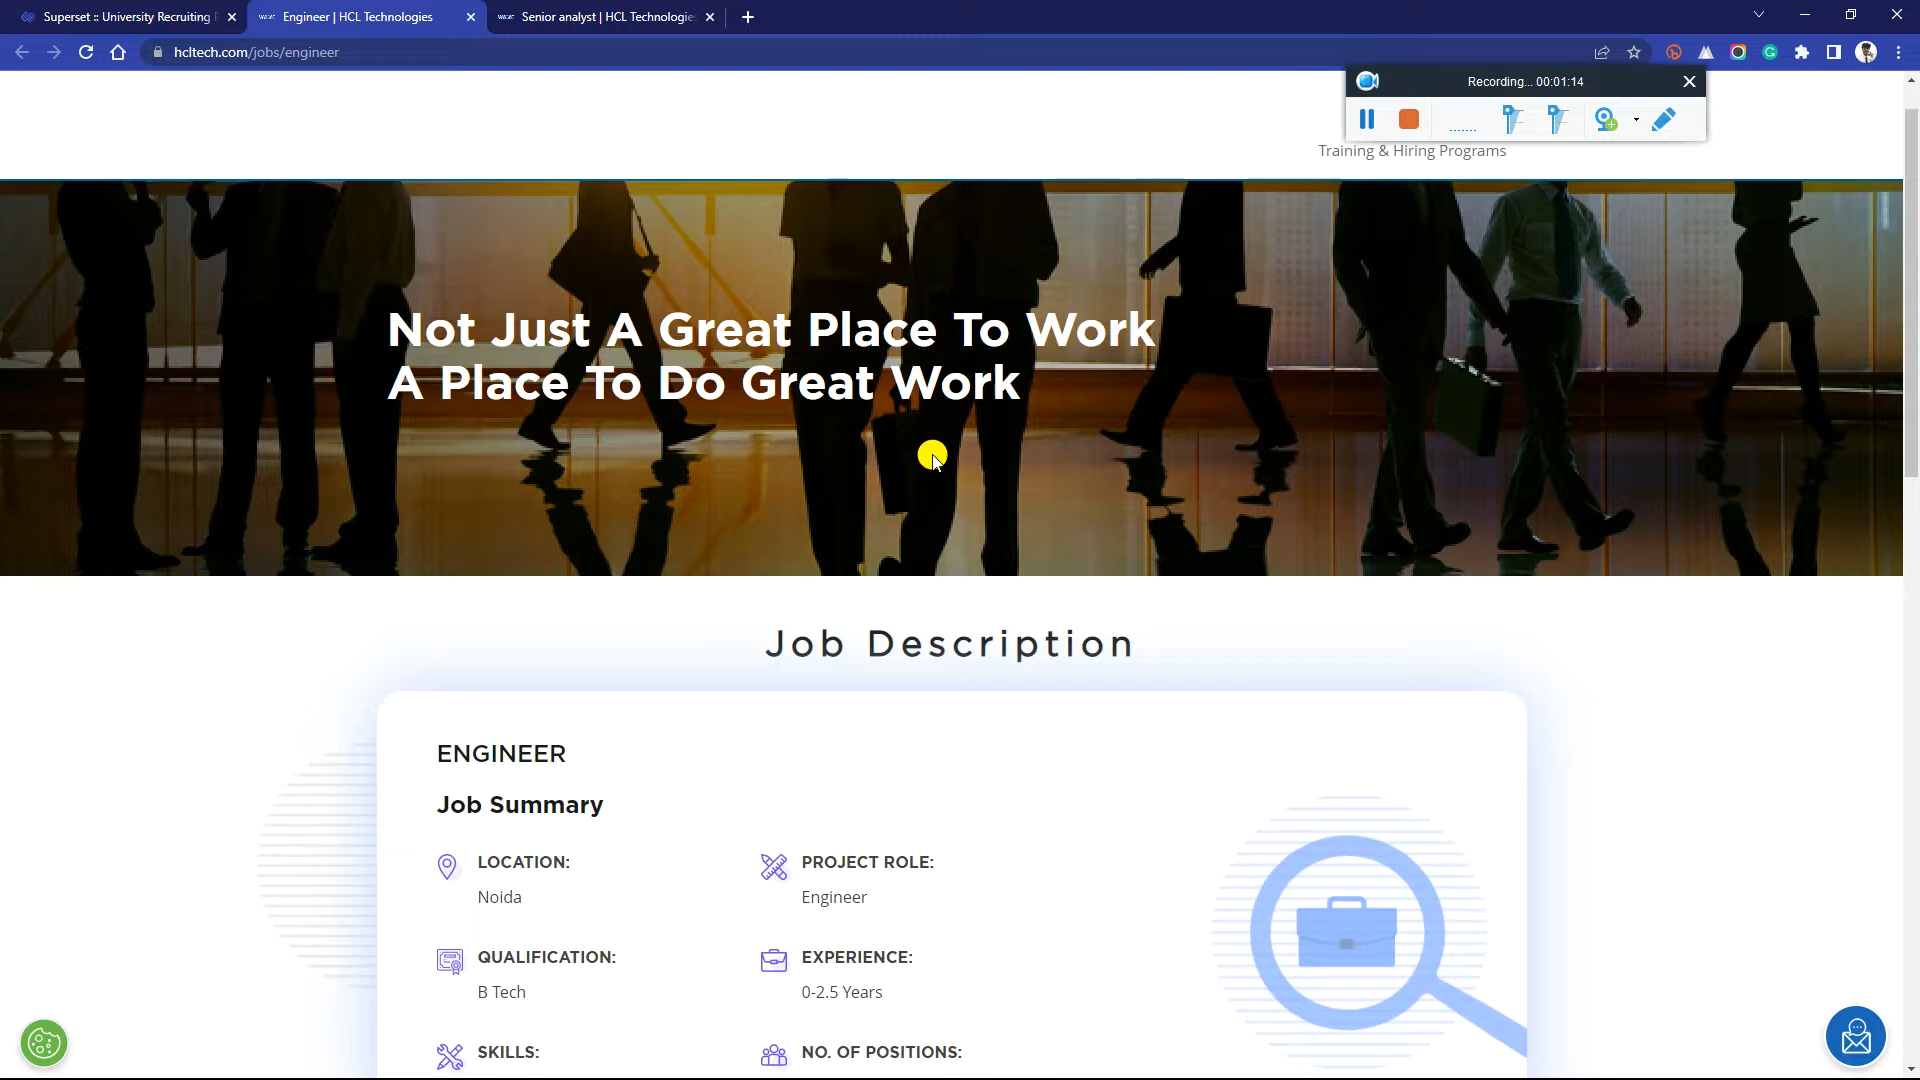 Superset :: University Recruiting
Engineer | HCL Technologies
Senior analyst | HCL Technologies
hcltech.com/jobs/engineer
Recording... 00:01:14
Training & Hiring Programs
Not Just A Great Place To Work
A Place To Do Great Work
Job Description
ENGINEER
Job Summary
LOCATION:
Noida
PROJECT ROLE:
Engineer
QUALIFICATION:
B Tech
EXPERIENCE:
0-2.5 Years
SKILLS:
NO. OF POSITIONS: